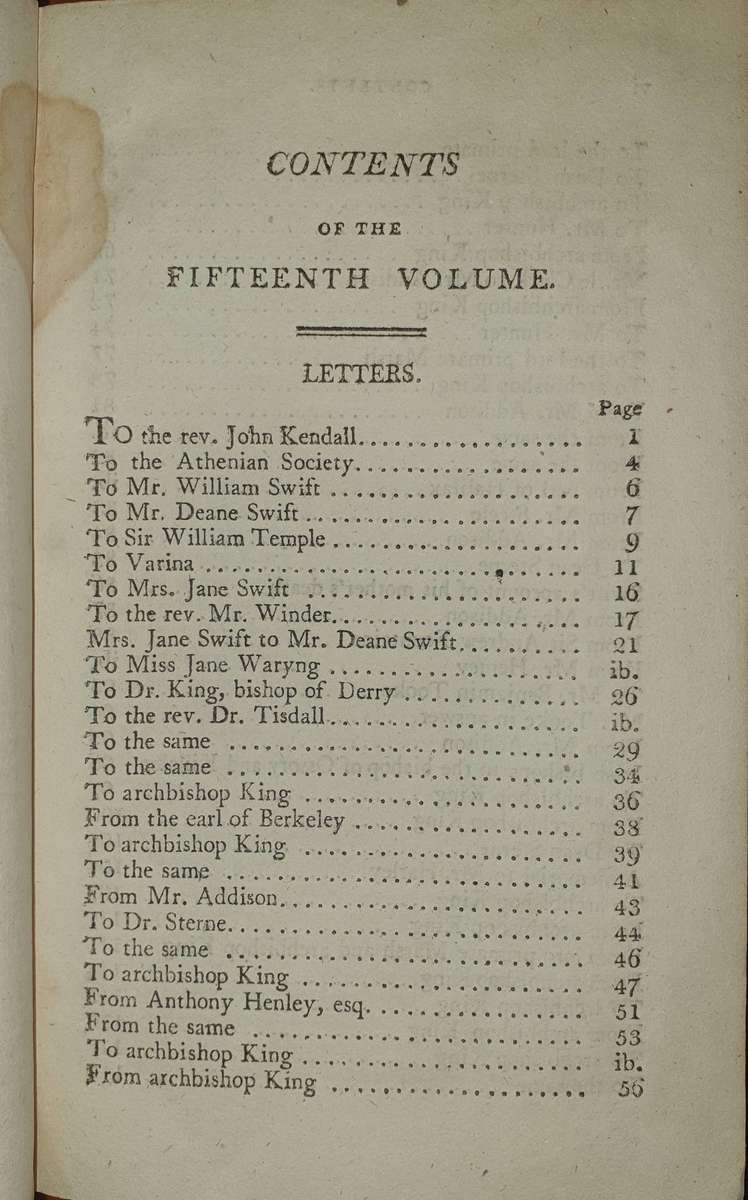 CONTENTS
OF THE
FIFTEENTH VOLUME.
LETTERS.
Page
To the rev. John Kendall.................. 1
To the Athenian Society.................. 4
To Mr. William Swift .................... 6
To Mr. Deane Swift ...................... 7
To Sir William Temple .................... 9
To Varina .............................. 11
To Mrs. Jane Swift ...................... 16
To the rev. Mr. Winder.................... 17
Mrs. Jane Swift to Mr. Deane Swift.......... 21
To Miss Jane Waryng .................... ib.
To Dr. King, bishop of Derry .............. 26
To the rev. Dr. Tisdall.................... ib.
To the same ............................ 29
To the same ............................ 34
To archbishop King ...................... 36
From the earl of Berkeley .................. 38
To archbishop King ...................... 39
To the same ............................ 41
From Mr. Addison........................ 43
To Dr. Sterne............................ 44
To the same ............................ 46
To archbishop King ...................... 47
From Anthony Henley, esq. ................ 51
From the same .......................... 53
To archbishop King ...................... ib.
From archbishop King .................... 56